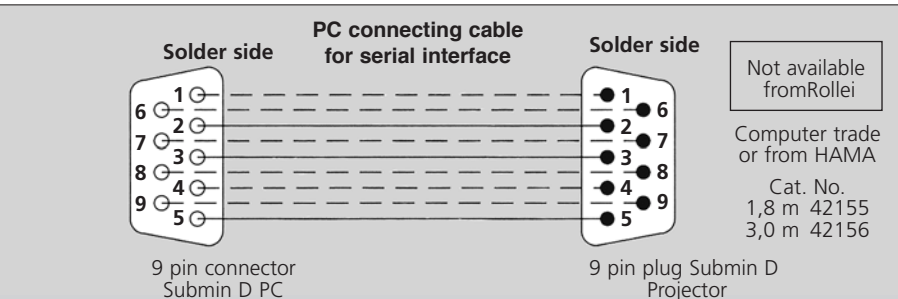 PC connecting cable
for serial interface
Solder side
Solder side
1
6
2
7
3
8
4
9
5
1
6
2
7
3
8
4
9
5
9 pin connector
Submin D PC
9 pin plug Submin D
Projector
Not available
fromRollei
Computer trade
or from HAMA
Cat. No.
1,8 m 42155
3,0 m 42156